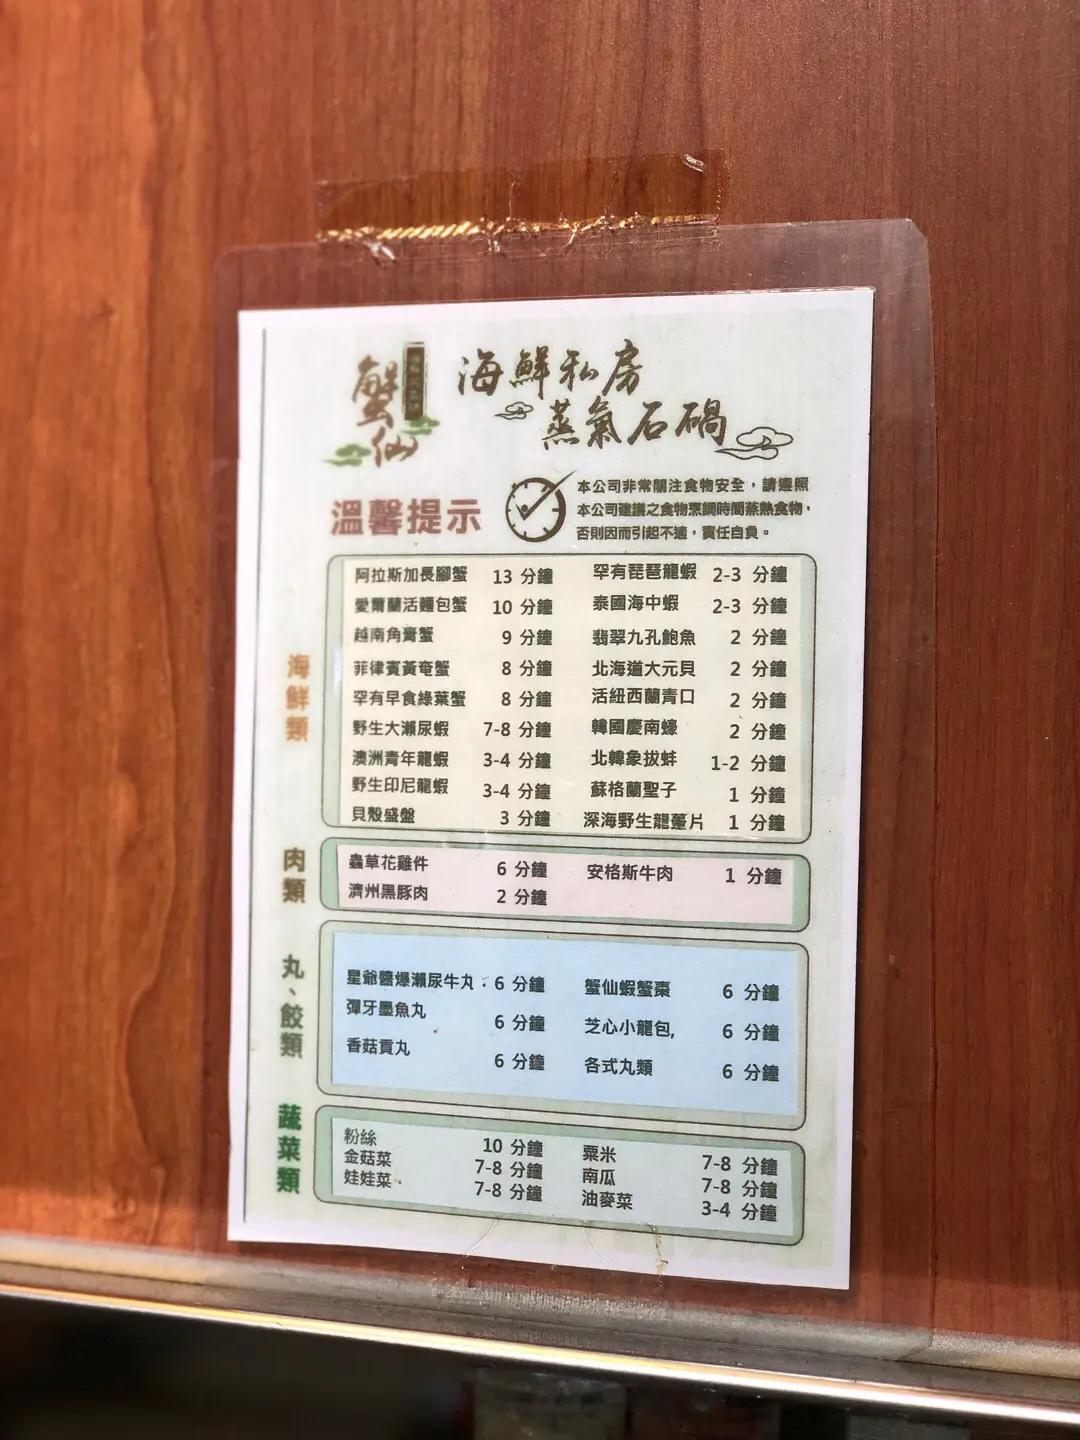 蟹仙
海鮮私房
蒸氣石鍋
溫馨提示
本公司非常關注食物安全，請遵照
本公司建議之食物烹調時間蒸熟食物，
否則因而引起不適，責任自負。
海鮮類
阿拉斯加長腳蟹 13 分鐘 罕有琵琶龍蝦 2-3 分鐘
愛爾蘭活麵包蟹 10 分鐘 泰國海中蝦 2-3 分鐘
越南角膏蟹 9 分鐘 翡翠九孔鮑魚 2 分鐘
菲律賓黃奄蟹 8 分鐘 北海道大元貝 2 分鐘
罕有早食綠葉蟹 8 分鐘 活紐西蘭青口 2 分鐘
野生大瀨尿蝦 7-8 分鐘 韓國慶南蠔 2 分鐘
澳洲青年龍蝦 3-4 分鐘 北韓象拔蚌 1-2 分鐘
野生印尼龍蝦 3-4 分鐘 蘇格蘭聖子 1 分鐘
貝殼盛盤 3 分鐘 深海野生龍躉片 1 分鐘
肉類
蟲草花雞件 6 分鐘 安格斯牛肉 1 分鐘
濟州黑豚肉 2 分鐘
丸、餃類
星爺醬爆瀨尿牛丸 6 分鐘 蟹仙蝦蟹棗 6 分鐘
彈牙墨魚丸 6 分鐘 芝心小龍包, 6 分鐘
香菇貢丸 6 分鐘 各式丸類 6 分鐘
蔬菜類
粉絲 10 分鐘 粟米 7-8 分鐘
金菇菜 7-8 分鐘 南瓜 7-8 分鐘
娃娃菜 7-8 分鐘 油麥菜 3-4 分鐘